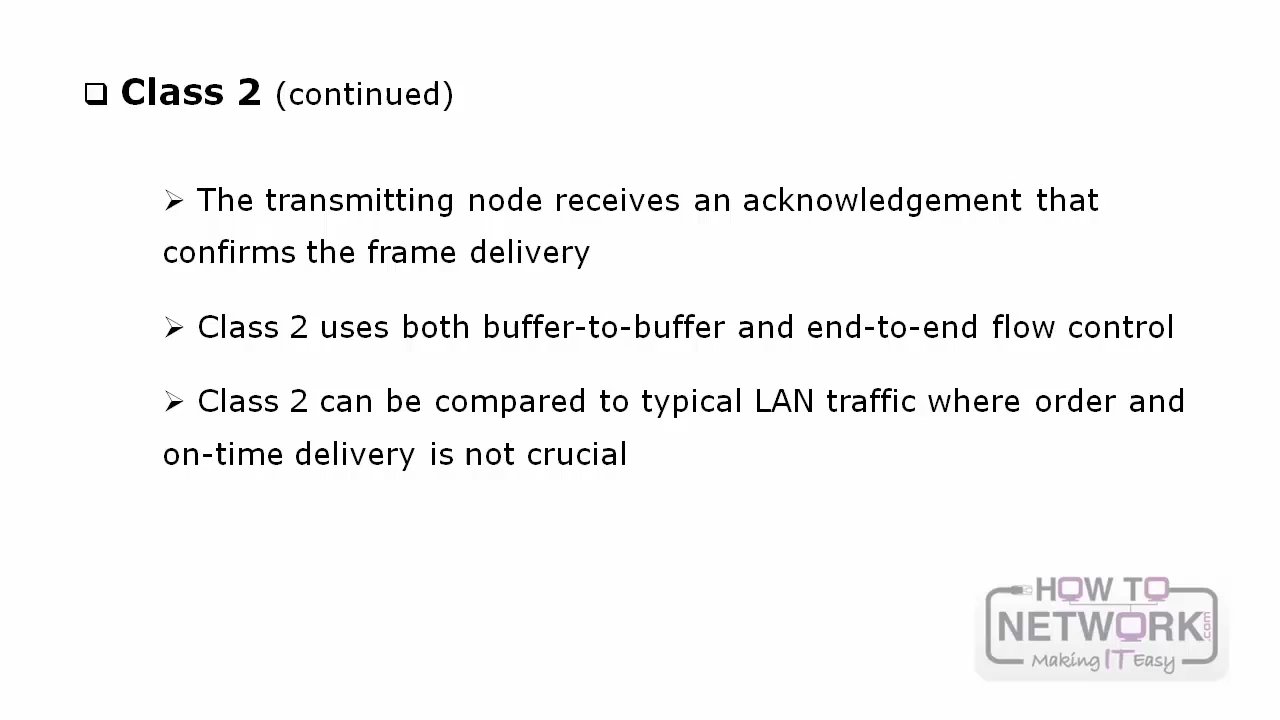 ❑ Class 2 (continued)
➢ The transmitting node receives an acknowledgement that
confirms the frame delivery
➢ Class 2 uses both buffer-to-buffer and end-to-end flow control
➢ Class 2 can be compared to typical LAN traffic where order and
on-time delivery is not crucial
HOW TO
NETWORK.com
Making IT Easy